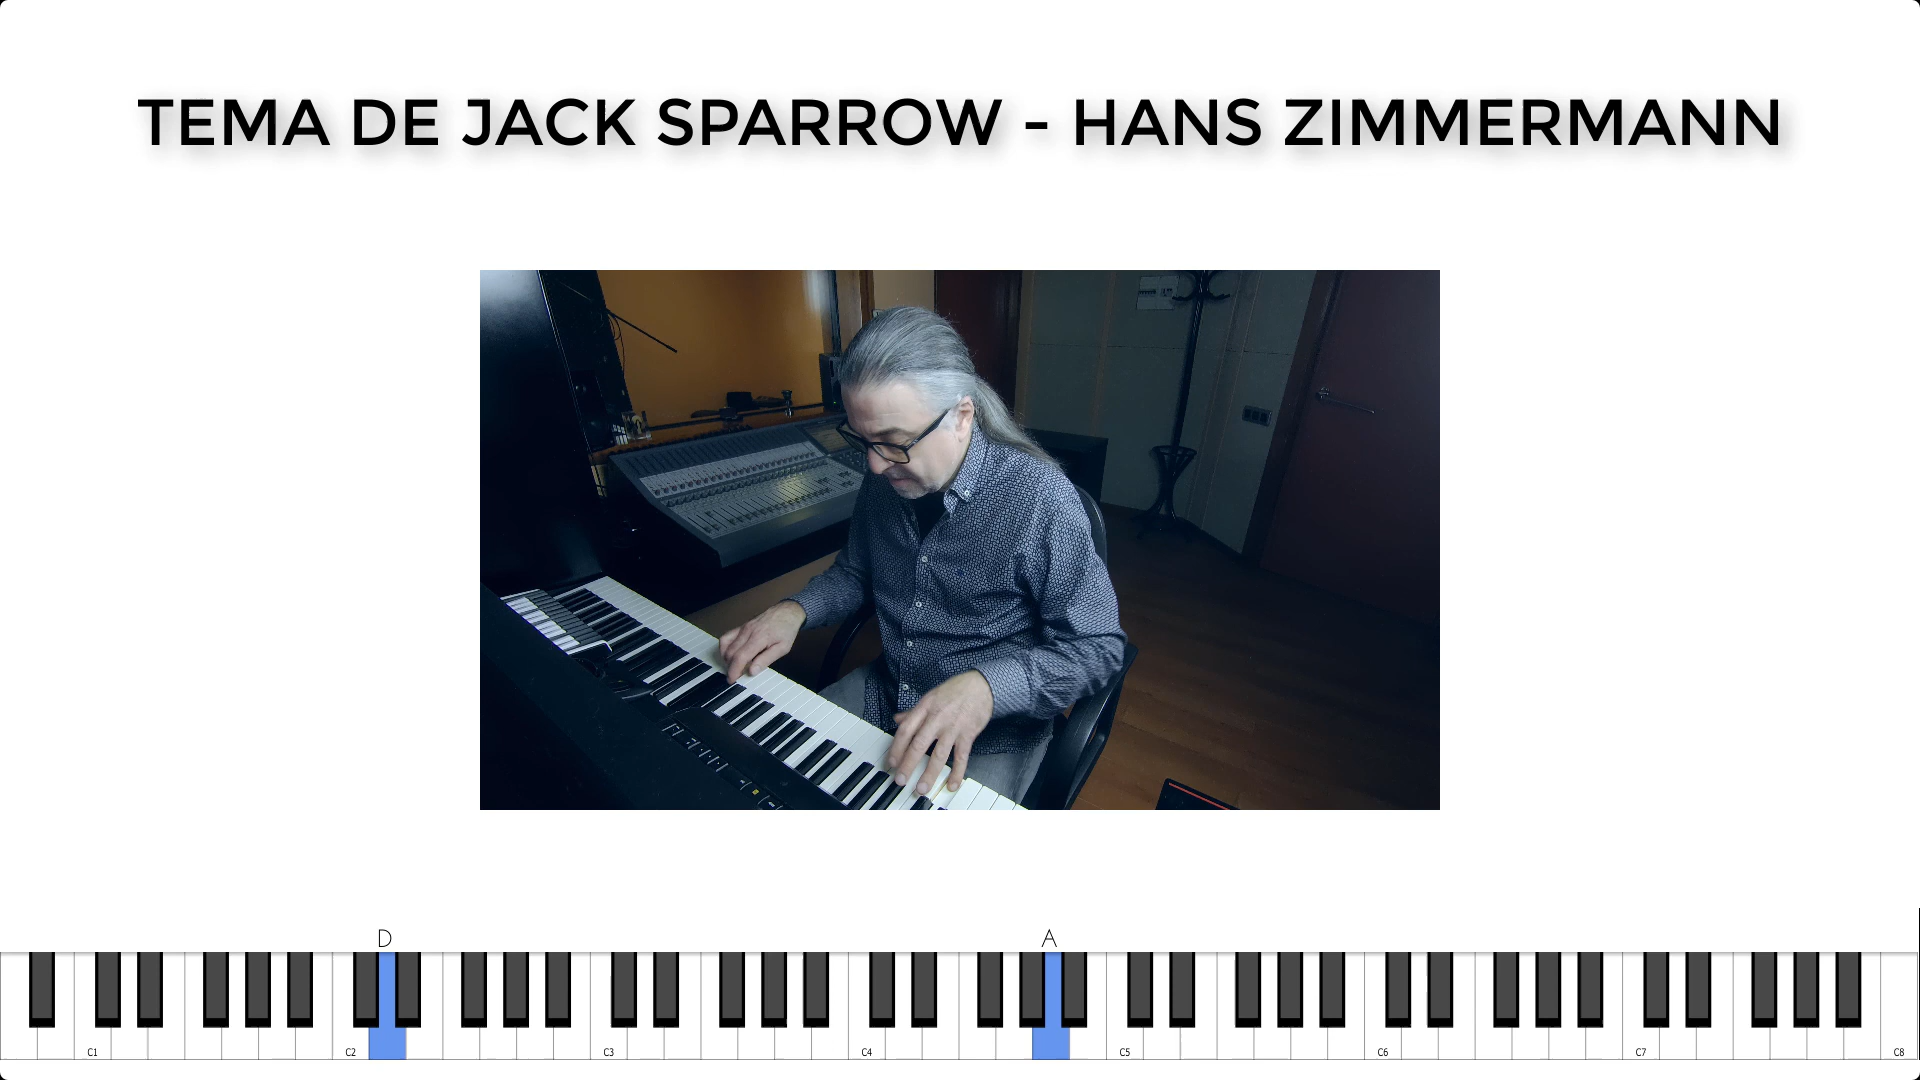 TEMA DE JACK SPARROW - HANS ZIMMERMANN
D A
C1 C2 C3 C4 C5 C6 C7 C8